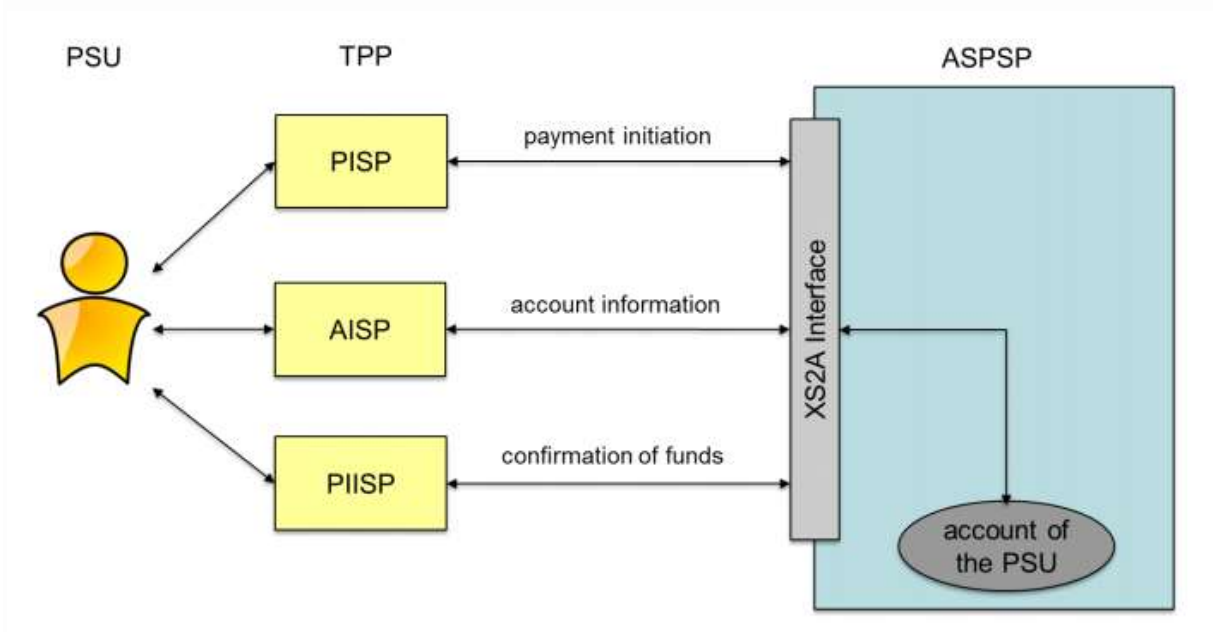 PSU
TPP
ASPSP
PISP
payment initiation
AISP
account information
XS2A Interface
PIISP
confirmation of funds
account of
the PSU